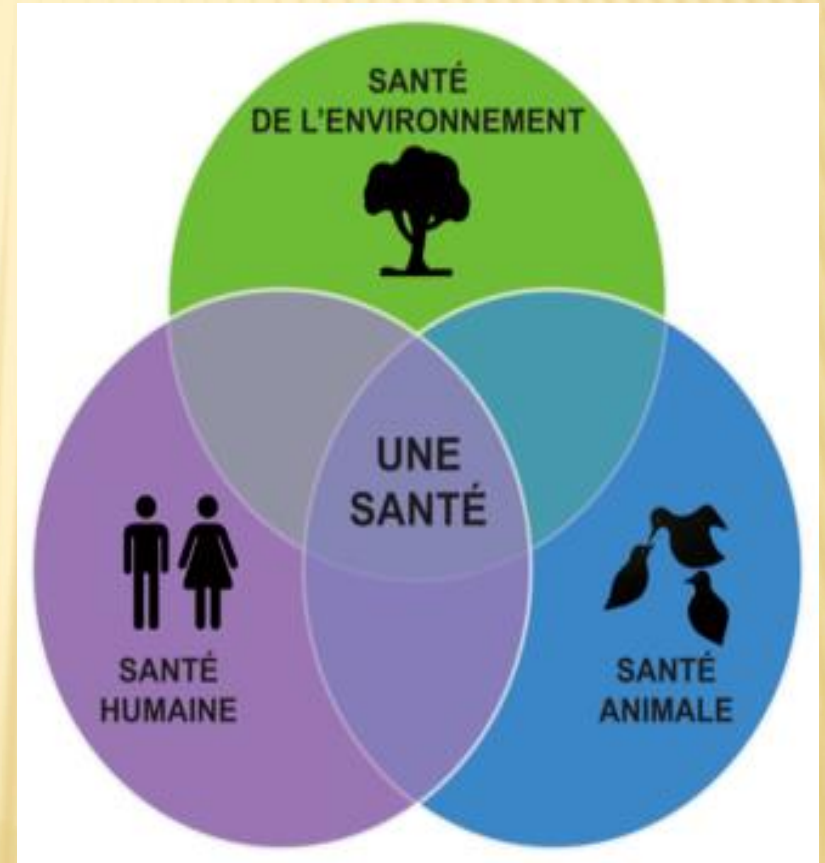 SANTÉ
DE L'ENVIRONNEMENT
UNE
SANTÉ
SANTÉ
HUMAINE
SANTÉ
ANIMALE